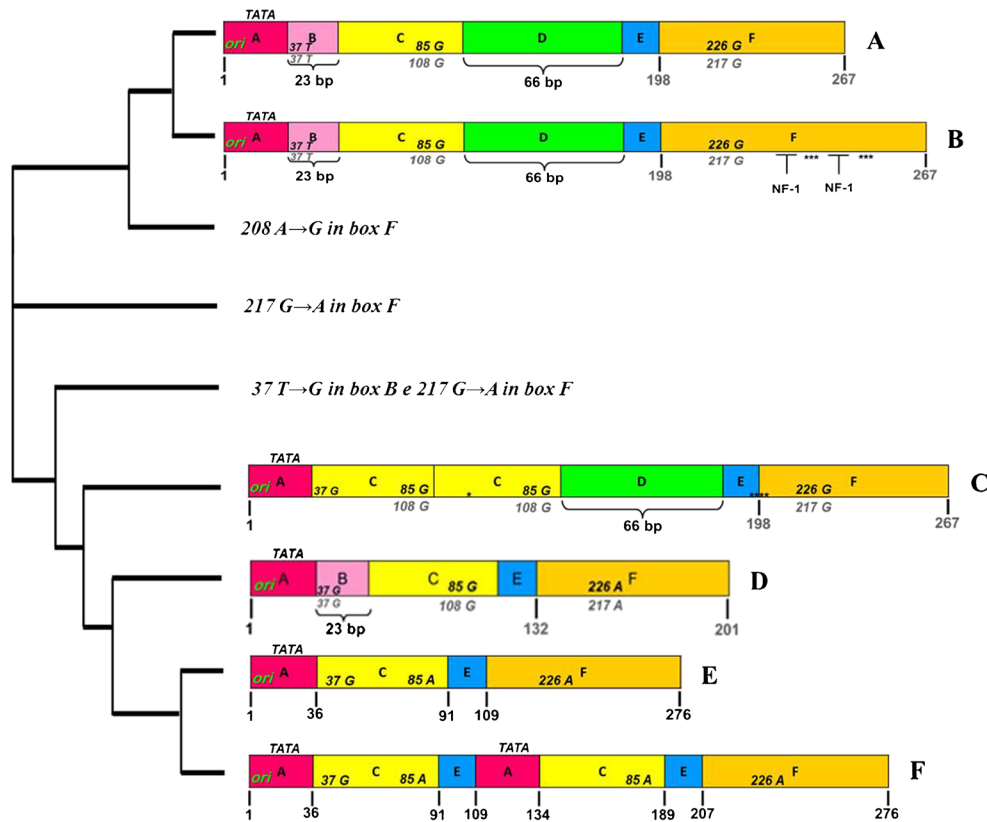 TATA
ori A B C D E F A
37 T 85 G 226 G
37 T 108 G 217 G
1 23 bp 66 bp 198 267
TATA
ori A B C D E F B
37 T 85 G 226 G
37 T 108 G 217 G *** ***
1 23 bp 66 bp 198 267
NF-1 NF-1
208 A→G in box F
217 G→A in box F
37 T→G in box B e 217 G→A in box F
TATA
ori A C C D E F C
37 G 85 G * 85 G **** 226 G
108 G 108 G 217 G
1 66 bp 198 267
TATA
ori A B C E F D
37 G 85 G 226 A
37 G 108 G 217 A
1 23 bp 132 201
TATA
ori A C E F E
37 G 85 A 226 A
1 36 91 109 276
TATA TATA
ori A C E A C E F F
37 G 85 A 85 A 226 A
1 36 91 109 134 189 207 276